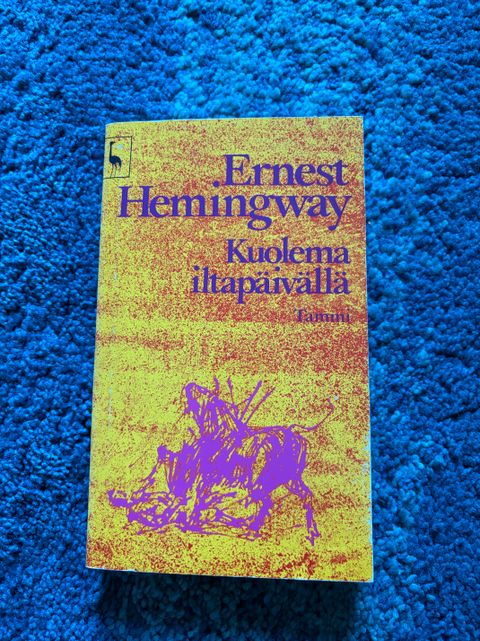 Ernest
Hemingway
Kuolema
iltapäivällä
Tammi